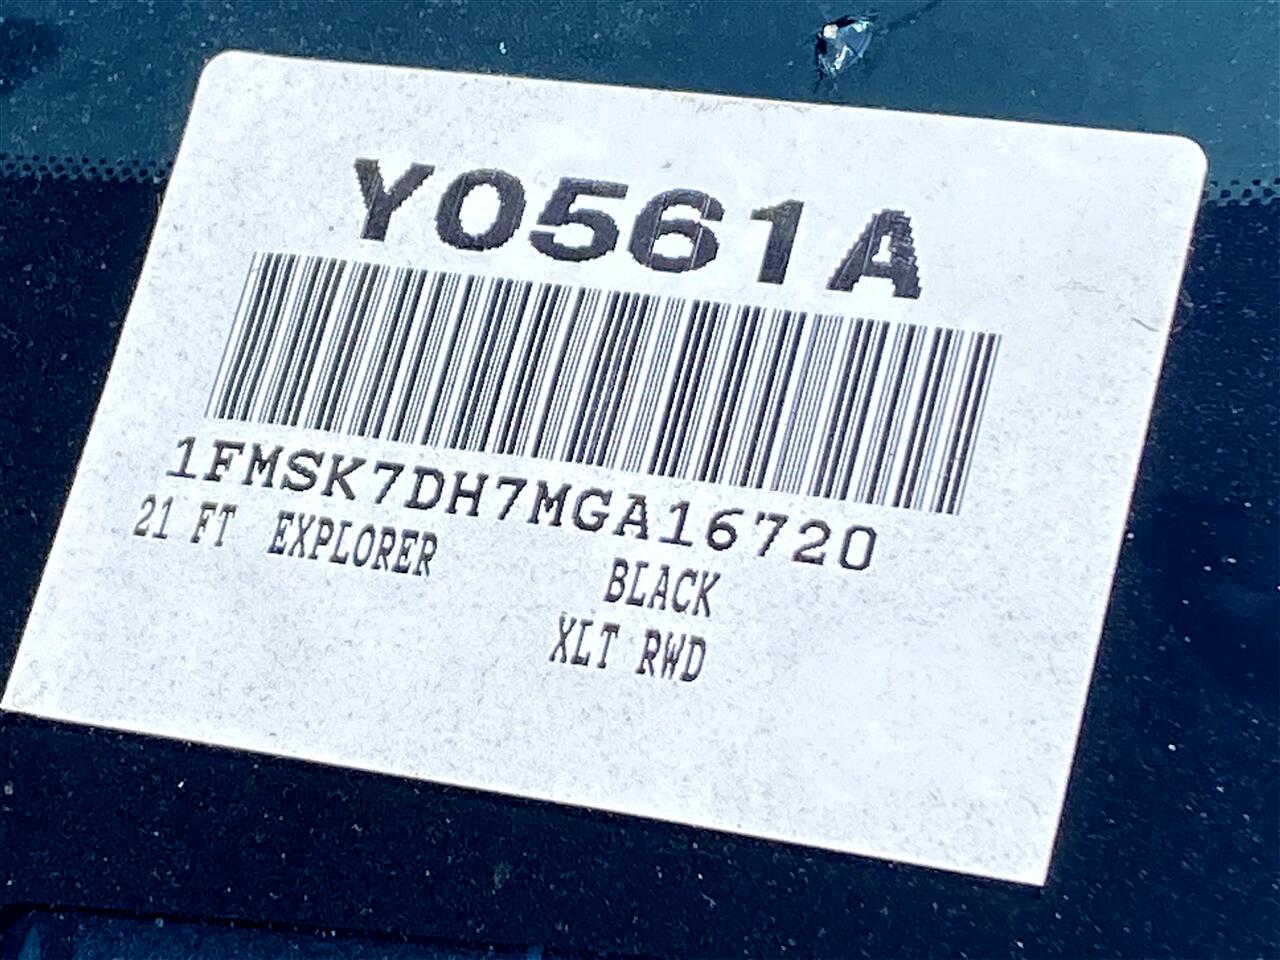 Y0561A
1FMSK7DH7MGA16720
21 FT EXPLORER BLACK
XLT RWD